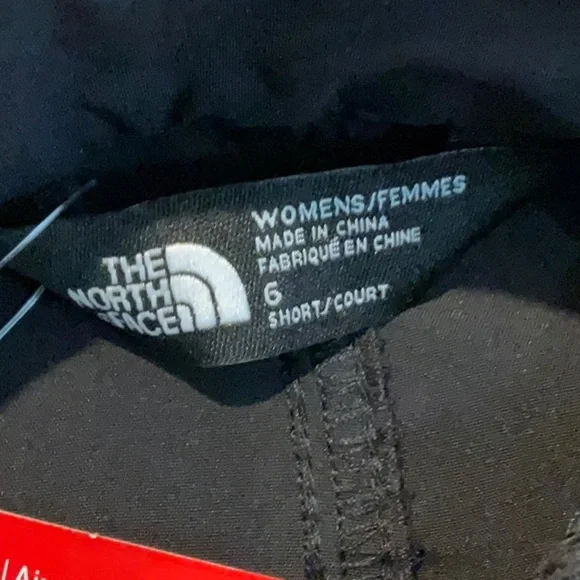 THE
NORTH
FACE
WOMENS/FEMMES
MADE IN CHINA
FABRIQUÉ EN CHINE
6
SHORT/COURT